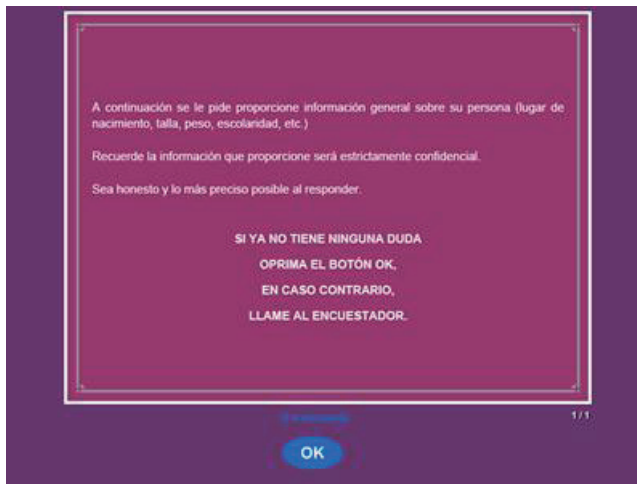 A continuación se le pide proporcione información general sobre su persona (lugar de
nacimiento, talla, peso, escolaridad, etc.)
Recuerde la información que proporcione será estrictamente confidencial.
Sea honesto y lo más preciso posible al responder.
SI YA NO TIENE NINGUNA DUDA
OPRIMA EL BOTÓN OK,
EN CASO CONTRARIO,
LLAME AL ENCUESTADOR.
1 / 1
OK